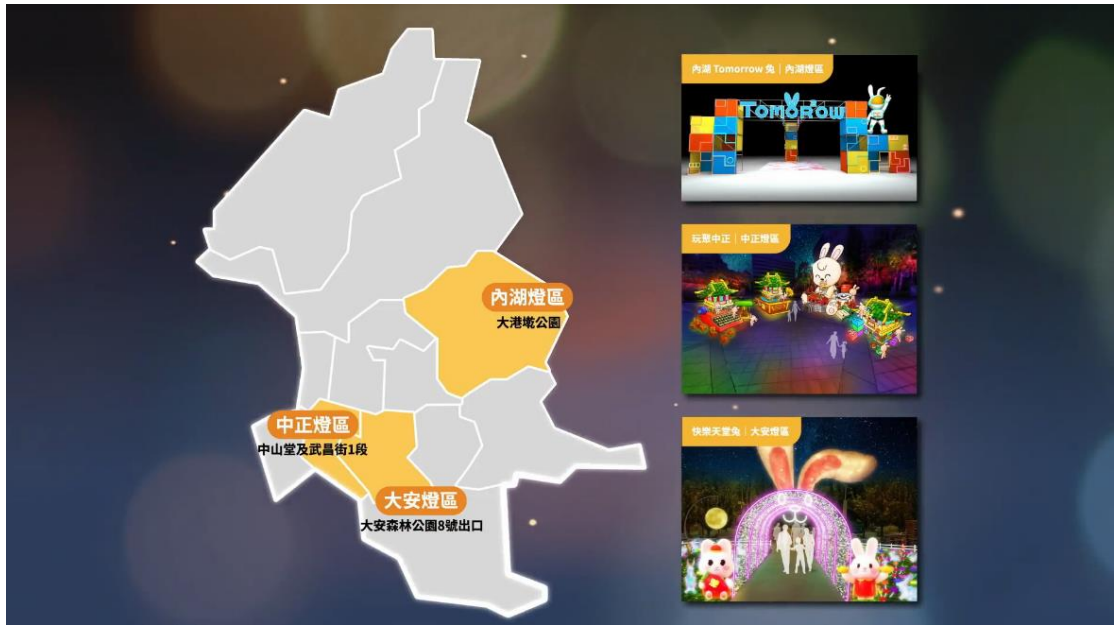 內湖燈區
大港墘公園
中正燈區
中山堂及武昌街1段
大安燈區
大安森林公園8號出口
內湖 Tomorrow 兔｜內湖燈區
TOMOROW
玩聚中正｜中正燈區
快樂天堂兔｜大安燈區